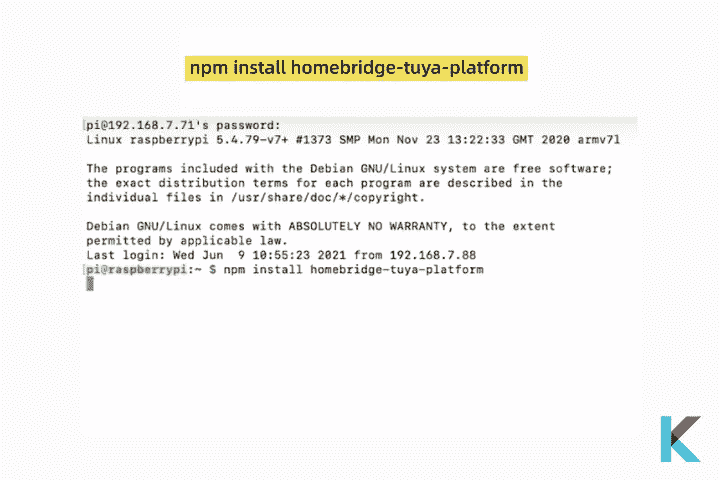 npm install homebridge-tuya-platform
pi@192.168.7.71's password:
Linux raspberrypi 5.4.79-v7+ #1373 SMP Mon Nov 23 13:22:33 GMT 2020 armv7l
The programs included with the Debian GNU/Linux system are free software;
the exact distribution terms for each program are described in the
individual files in /usr/share/doc/*/copyright.
Debian GNU/Linux comes with ABSOLUTELY NO WARRANTY, to the extent
permitted by applicable law.
Last login: Wed Jun  9 10:55:23 2021 from 192.168.7.88
pi@raspberrypi:~ $ npm install homebridge-tuya-platform